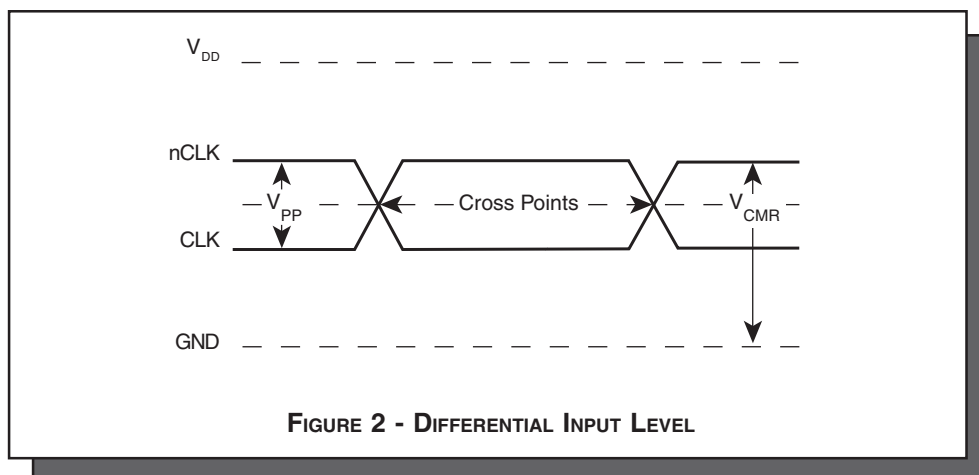 VDD
nCLK
VPP
Cross Points
VCMR
CLK
GND
FIGURE 2 - DIFFERENTIAL INPUT LEVEL